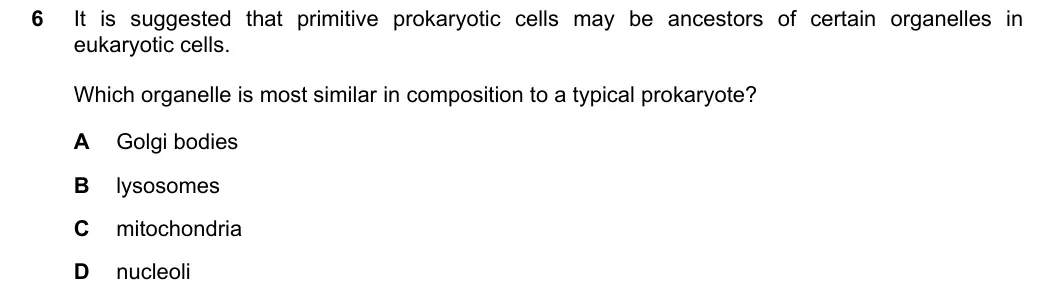 6 It is suggested that primitive prokaryotic cells may be ancestors of certain organelles in
eukaryotic cells.
Which organelle is most similar in composition to a typical prokaryote?
A Golgi bodies
B lysosomes
C mitochondria
D nucleoli